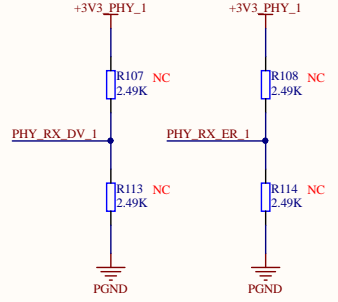 +3V3_PHY_1 +3V3_PHY_1
R107 NC R108 NC
2.49K 2.49K
PHY_RX_DV_1 PHY_RX_ER_1
R113 NC R114 NC
2.49K 2.49K
PGND PGND